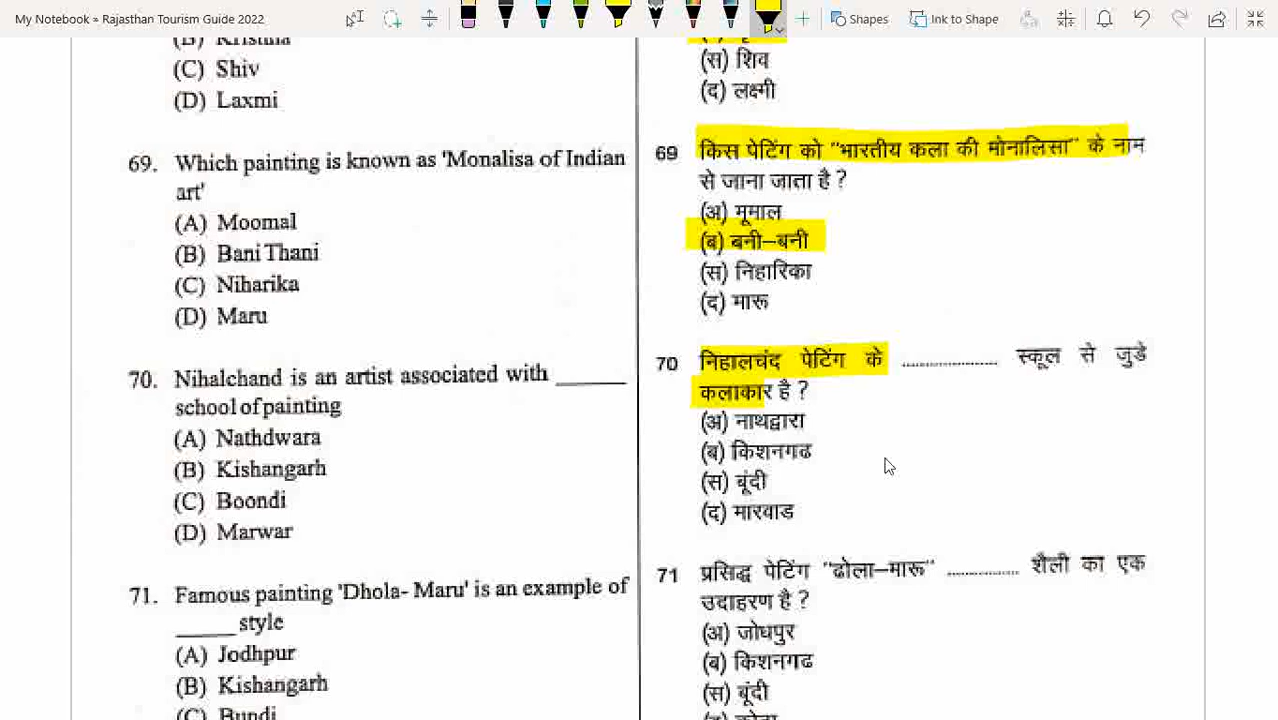 My Notebook » Rajasthan Tourism Guide 2022
Shapes
Ink to Shape
(B) Krishna
(C) Shiv
(D) Laxmi
69. Which painting is known as 'Monalisa of Indian
art'
(A) Moomal
(B) Bani Thani
(C) Niharika
(D) Maru
70. Nihalchand is an artist associated with ______
school of painting
(A) Nathdwara
(B) Kishangarh
(C) Boondi
(D) Marwar
71. Famous painting 'Dhola- Maru' is an example of
______ style
(A) Jodhpur
(B) Kishangarh
(C) Bundi
(स) शिव
(द) लक्ष्मी
69 किस पेटिंग को "भारतीय कला की मोनालिसा" के नाम
से जाना जाता है ?
(अ) मूमाल
(ब) बनी–बनी
(स) निहारिका
(द) मारू
70 निहालचंद पेटिंग के .................. स्कूल से जुडे
कलाकार है ?
(अ) नाथद्वारा
(ब) किशनगढ
(स) बूंदी
(द) मारवाड
71 प्रसिद्ध पेटिंग "ढोला–मारू" .................. शैली का एक
उदाहरण है ?
(अ) जोधपुर
(ब) किशनगढ
(स) बूंदी